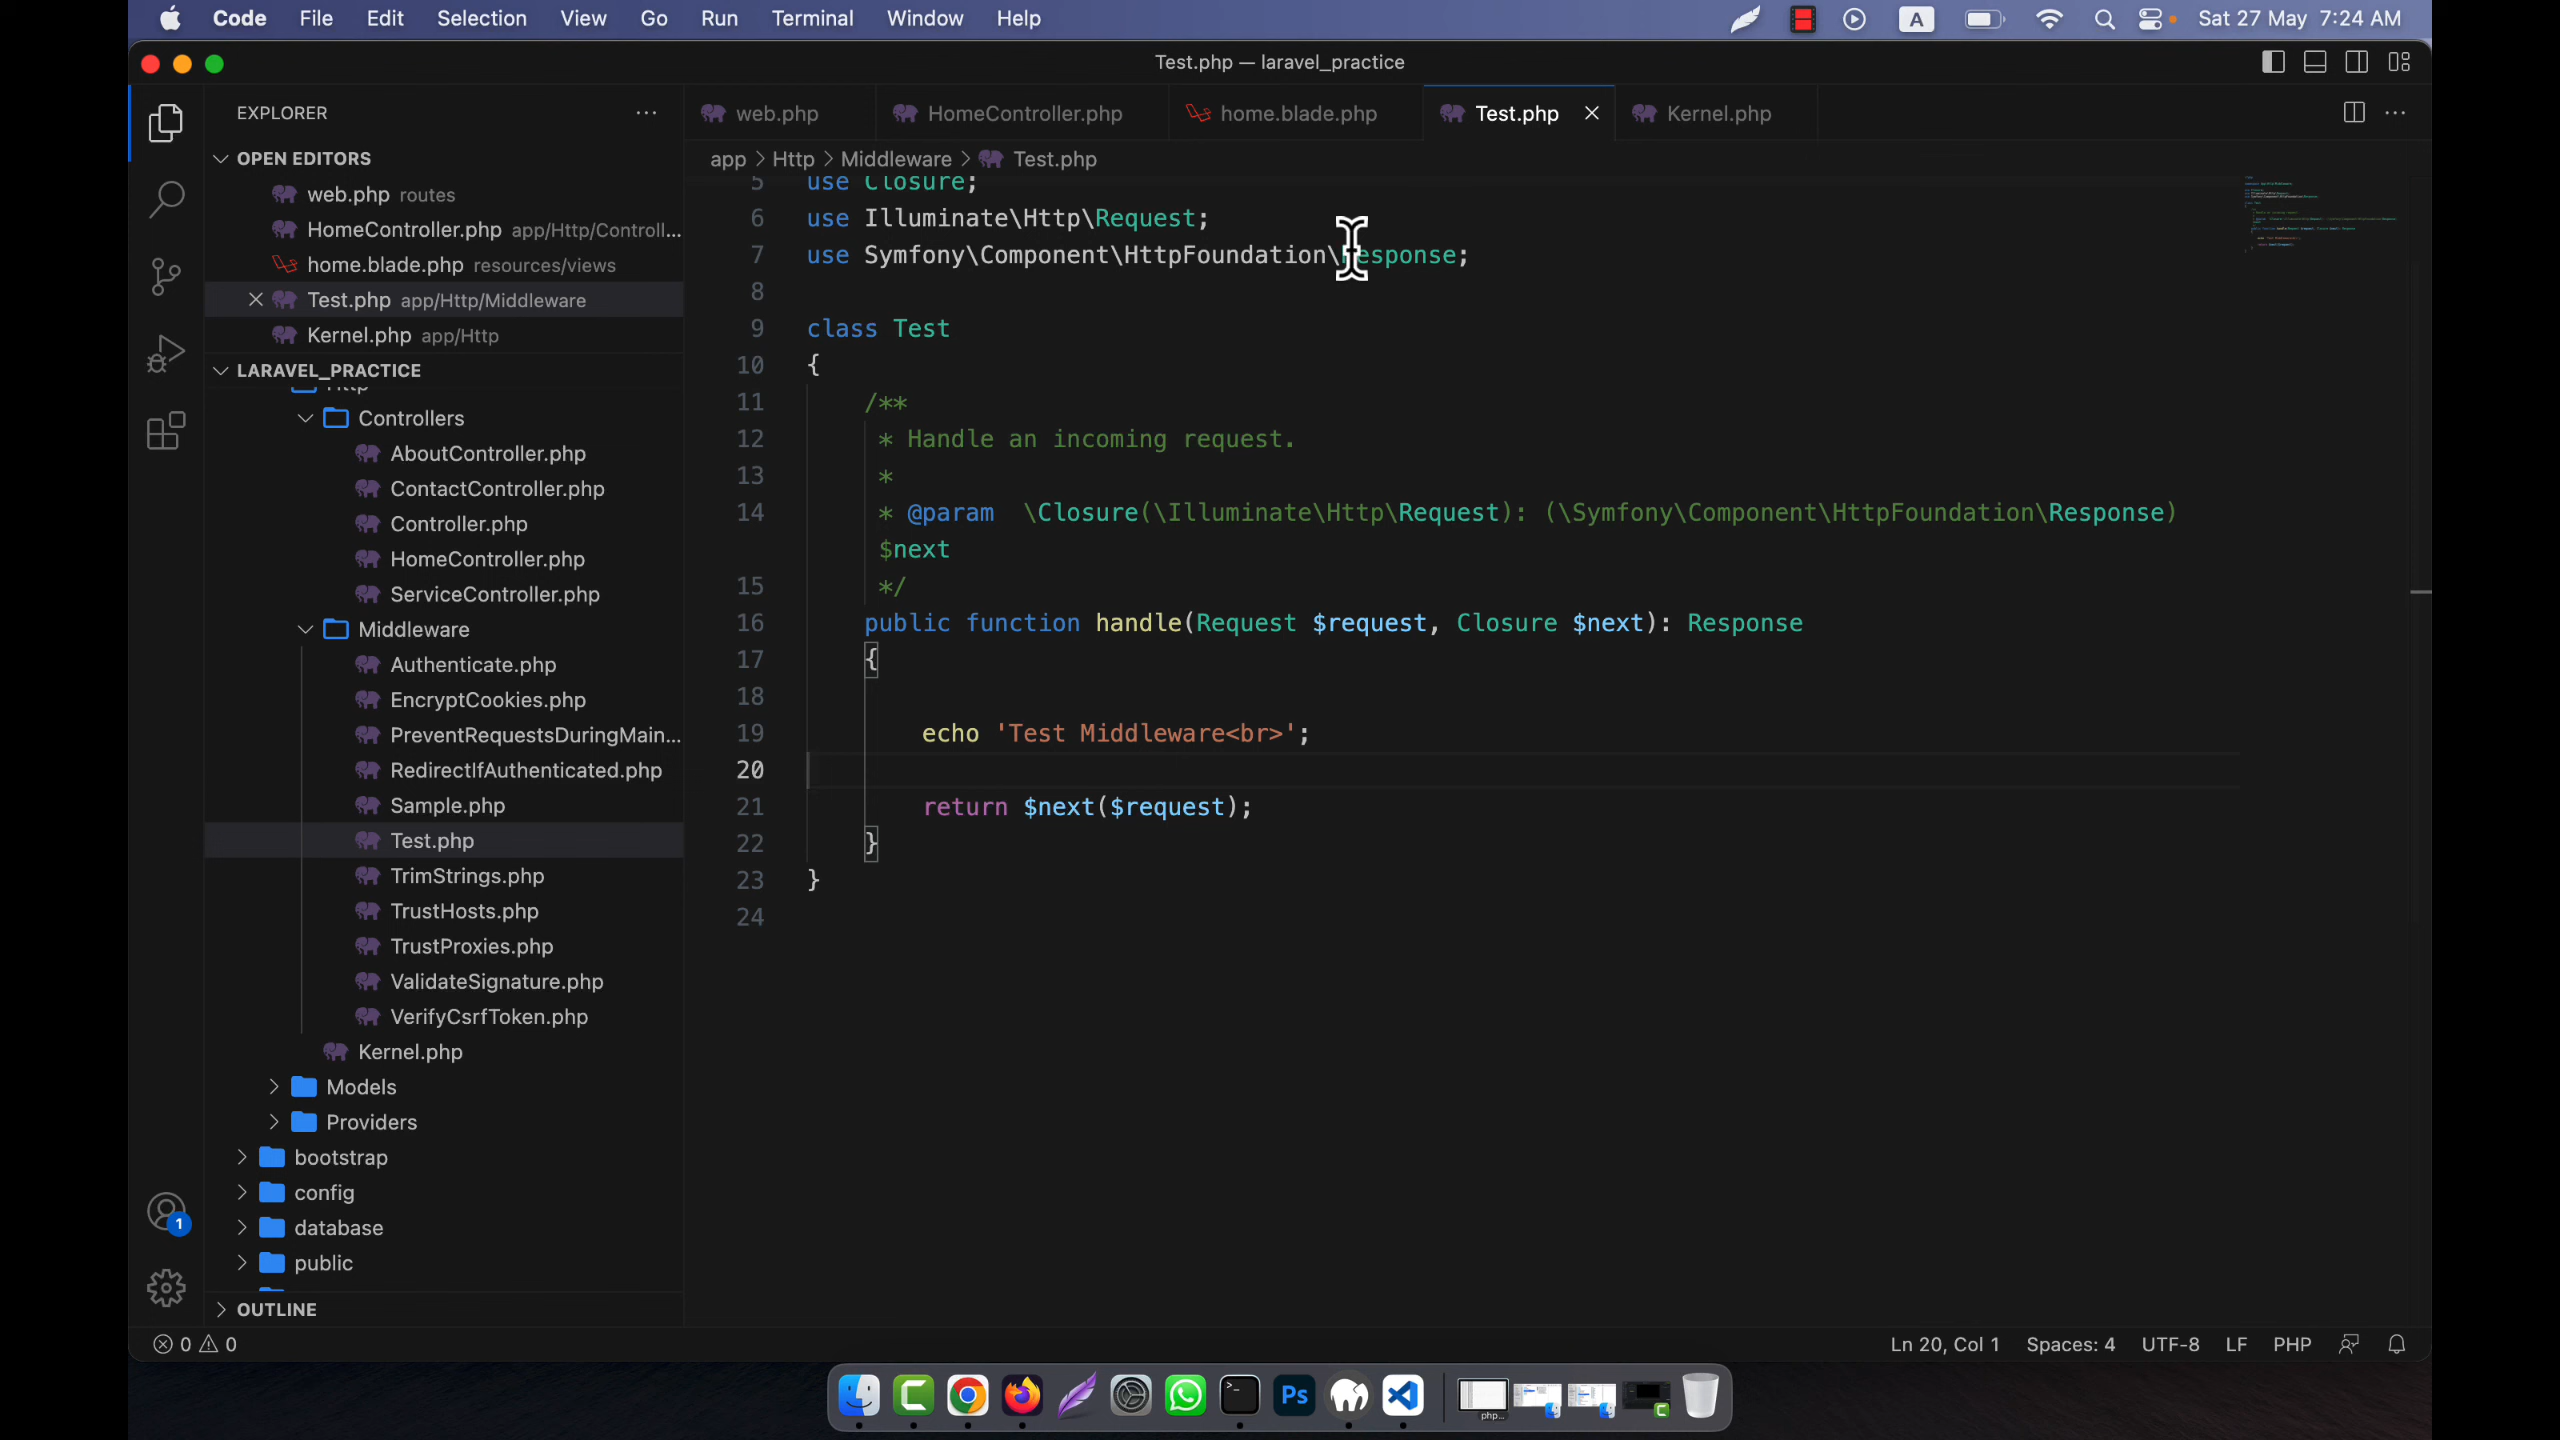 Code File Edit Selection View Go Run Terminal Window Help
A
Sat 27 May 7:24 AM
Test.php — laravel_practice
EXPLORER
OPEN EDITORS
web.php routes
HomeController.php app/Http/Controll...
home.blade.php resources/views
Test.php app/Http/Middleware
Kernel.php app/Http
LARAVEL_PRACTICE
Http
Controllers
AboutController.php
ContactController.php
Controller.php
HomeController.php
ServiceController.php
Middleware
Authenticate.php
EncryptCookies.php
PreventRequestsDuringMain...
RedirectIfAuthenticated.php
Sample.php
Test.php
TrimStrings.php
TrustHosts.php
TrustProxies.php
ValidateSignature.php
VerifyCsrfToken.php
Kernel.php
Models
Providers
bootstrap
config
database
public
OUTLINE
1
web.php HomeController.php home.blade.php Test.php Kernel.php
app > Http > Middleware > Test.php
5 use Closure;
6 use Illuminate\Http\Request;
7 use Symfony\Component\HttpFoundation\Response;
8
9 class Test
10 {
11 /**
12 * Handle an incoming request.
13 *
14 * @param \Closure(\Illuminate\Http\Request): (\Symfony\Component\HttpFoundation\Response)
$next
15 */
16 public function handle(Request $request, Closure $next): Response
17 {
18
19 echo 'Test Middleware<br>';
20
21 return $next($request);
22 }
23 }
24
0 0
Ln 20, Col 1 Spaces: 4 UTF-8 LF PHP
Ps
php...